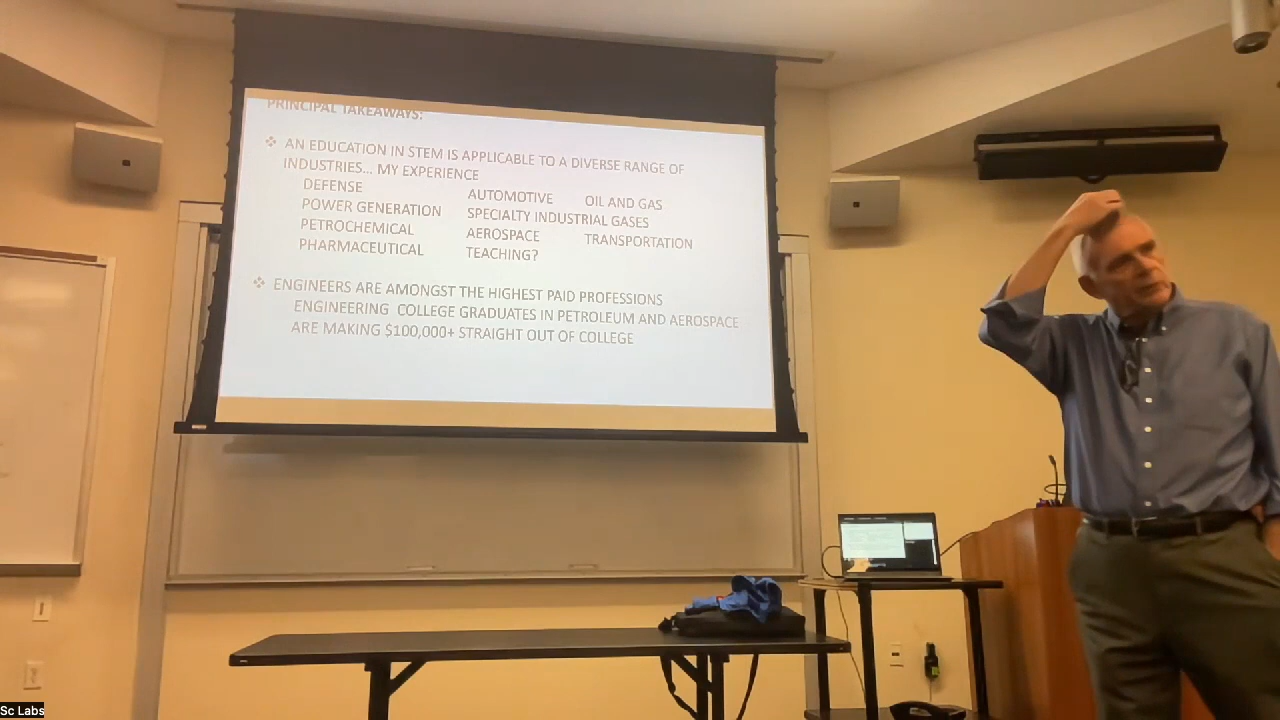 PRINCIPAL TAKEAWAYS:
❖ AN EDUCATION IN STEM IS APPLICABLE TO A DIVERSE RANGE OF
INDUSTRIES... MY EXPERIENCE
DEFENSE AUTOMOTIVE OIL AND GAS
POWER GENERATION SPECIALTY INDUSTRIAL GASES
PETROCHEMICAL AEROSPACE TRANSPORTATION
PHARMACEUTICAL TEACHING?
❖ ENGINEERS ARE AMONGST THE HIGHEST PAID PROFESSIONS
ENGINEERING COLLEGE GRADUATES IN PETROLEUM AND AEROSPACE
ARE MAKING $100,000+ STRAIGHT OUT OF COLLEGE
Sc Labs